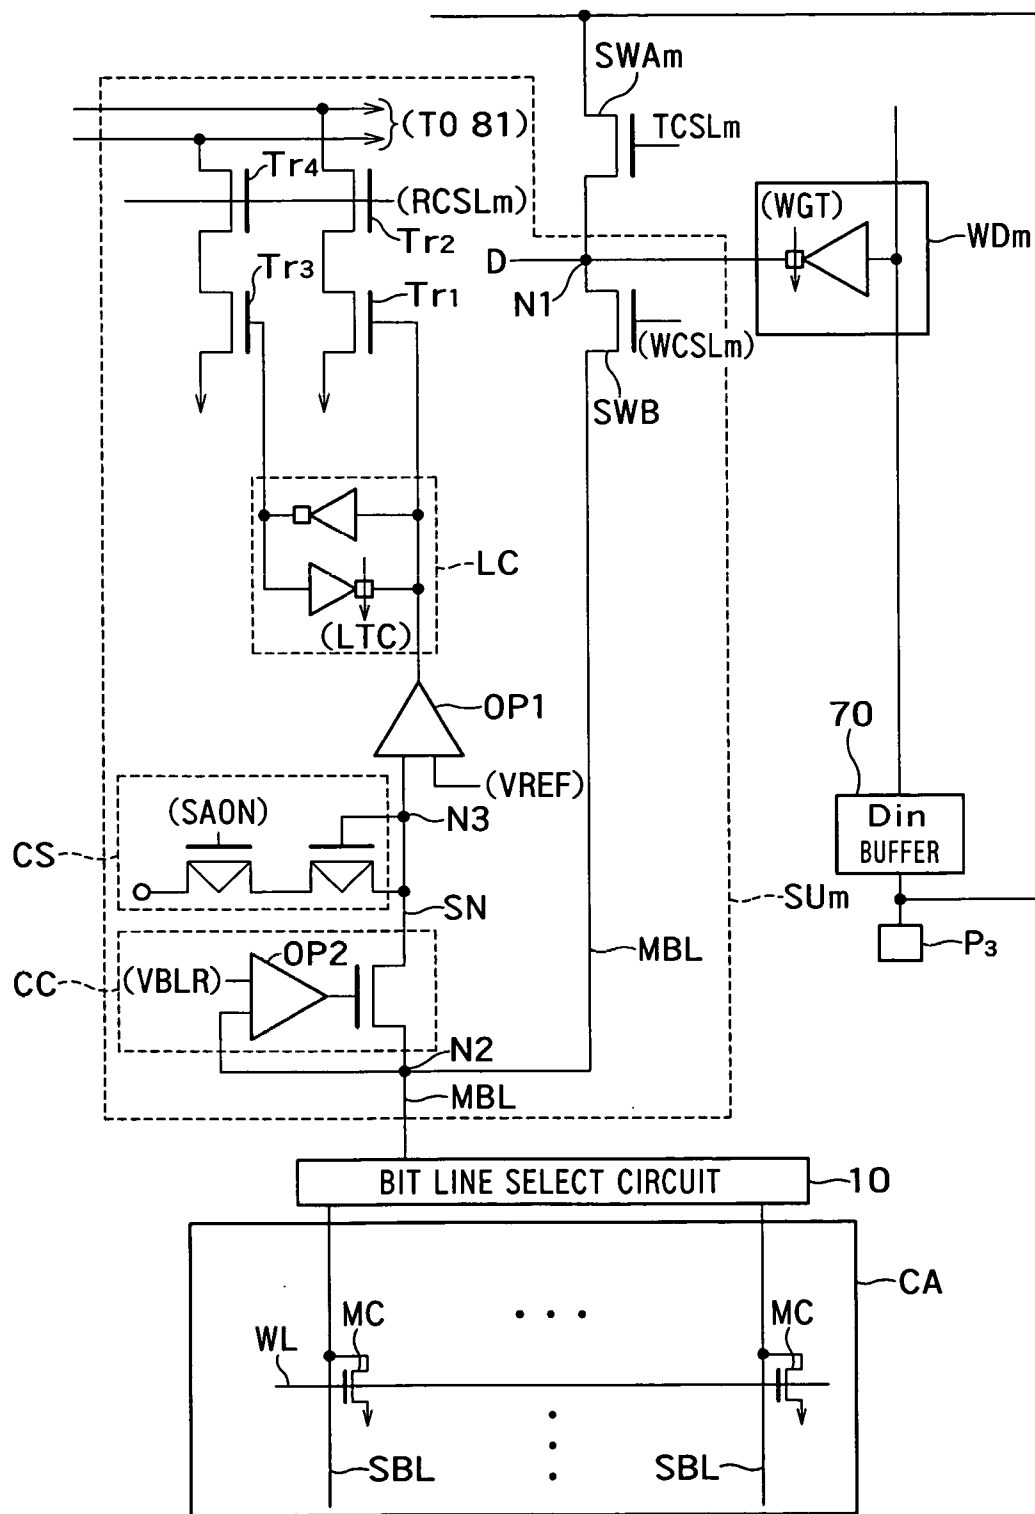 SWAm
TCSLm
(TO 81)
Tr4
(RCSLm)
Tr2
(WGT)
WDm
D
N1
Tr3
Tr1
(WCSLm)
SWB
LC
(LTC)
OP1
70
(VREF)
Din
BUFFER
(SAON)
N3
CS
SN
SUm
OP2
MBL
P3
CC
(VBLR)
N2
MBL
BIT LINE SELECT CIRCUIT
10
CA
MC
MC
WL
SBL
SBL